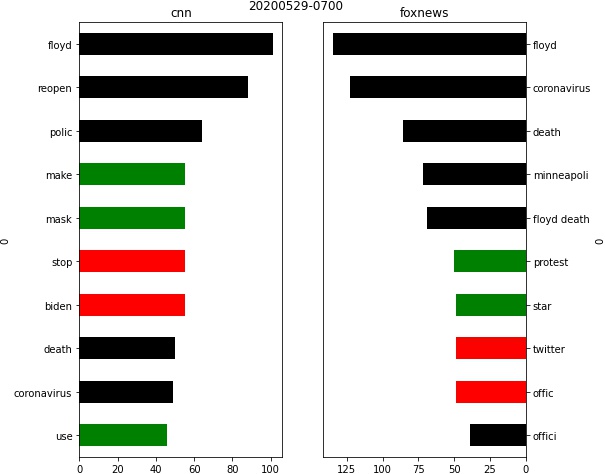 20200529-0700
cnn
foxnews
floyd
reopen
polic
make
mask
stop
biden
death
coronavirus
use
0
0 20 40 60 80 100
floyd
coronavirus
death
minneapoli
floyd death
protest
star
twitter
offic
offici
0
125 100 75 50 25 0